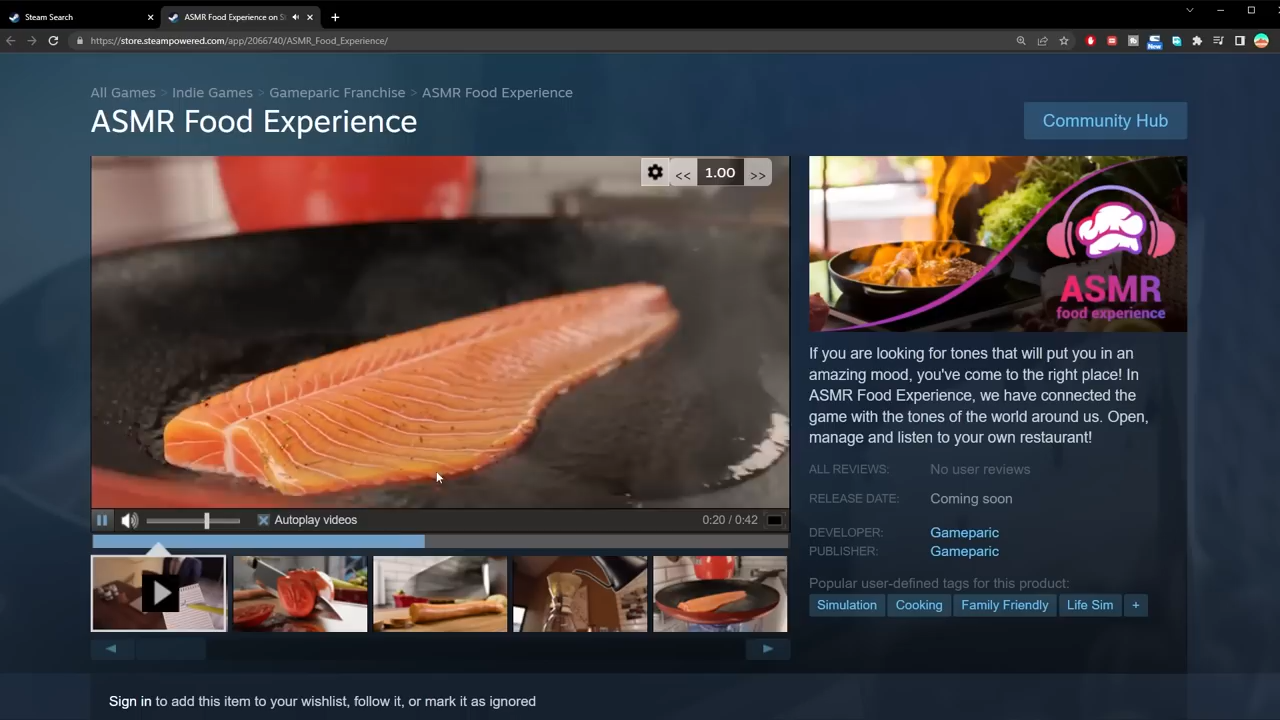 Steam Search
ASMR Food Experience on S
https://store.steampowered.com/app/2066740/ASMR_Food_Experience/
New
All Games > Indie Games > Gameparic Franchise > ASMR Food Experience
ASMR Food Experience
Community Hub
<< 1.00 >>
ASMR
food experience
If you are looking for tones that will put you in an
amazing mood, you've come to the right place! In
ASMR Food Experience, we have connected the
game with the tones of the world around us. Open,
manage and listen to your own restaurant!
ALL REVIEWS: No user reviews
RELEASE DATE: Coming soon
DEVELOPER: Gameparic
PUBLISHER: Gameparic
Popular user-defined tags for this product:
Simulation Cooking Family Friendly Life Sim +
Autoplay videos 0:20 / 0:42
Sign in to add this item to your wishlist, follow it, or mark it as ignored